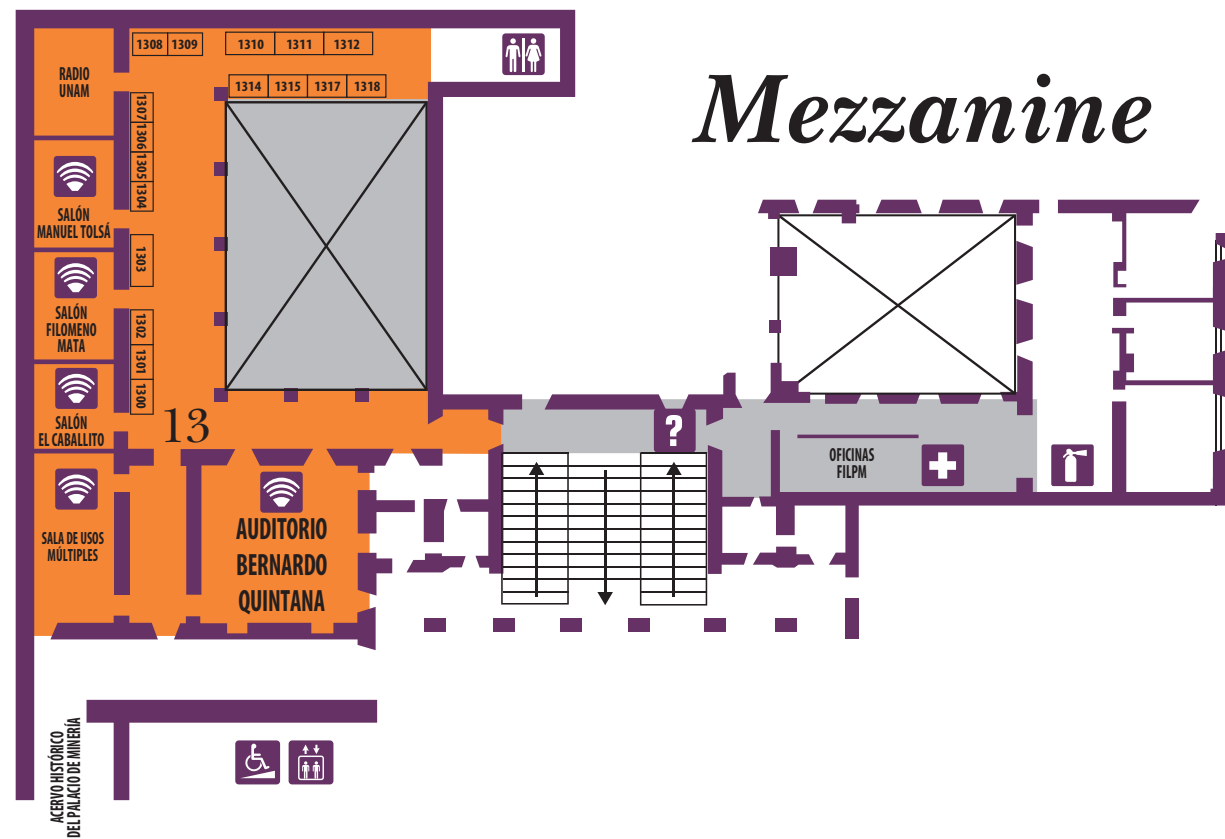 Mezzanine
1308 1309
1310 1311 1312
1314 1315 1317 1318
RADIO
UNAM
1307
1306
1305
1304
SALÓN
MANUEL TOLSÁ
1303
SALÓN
FILOMENO
MATA
1302
1301
1300
SALÓN
EL CABALLITO
13
?
OFICINAS
FILPM
SALA DE USOS
MÚLTIPLES
AUDITORIO
BERNARDO
QUINTANA
ACERVO HISTÓRICO
DEL PALACIO DE MINERÍA